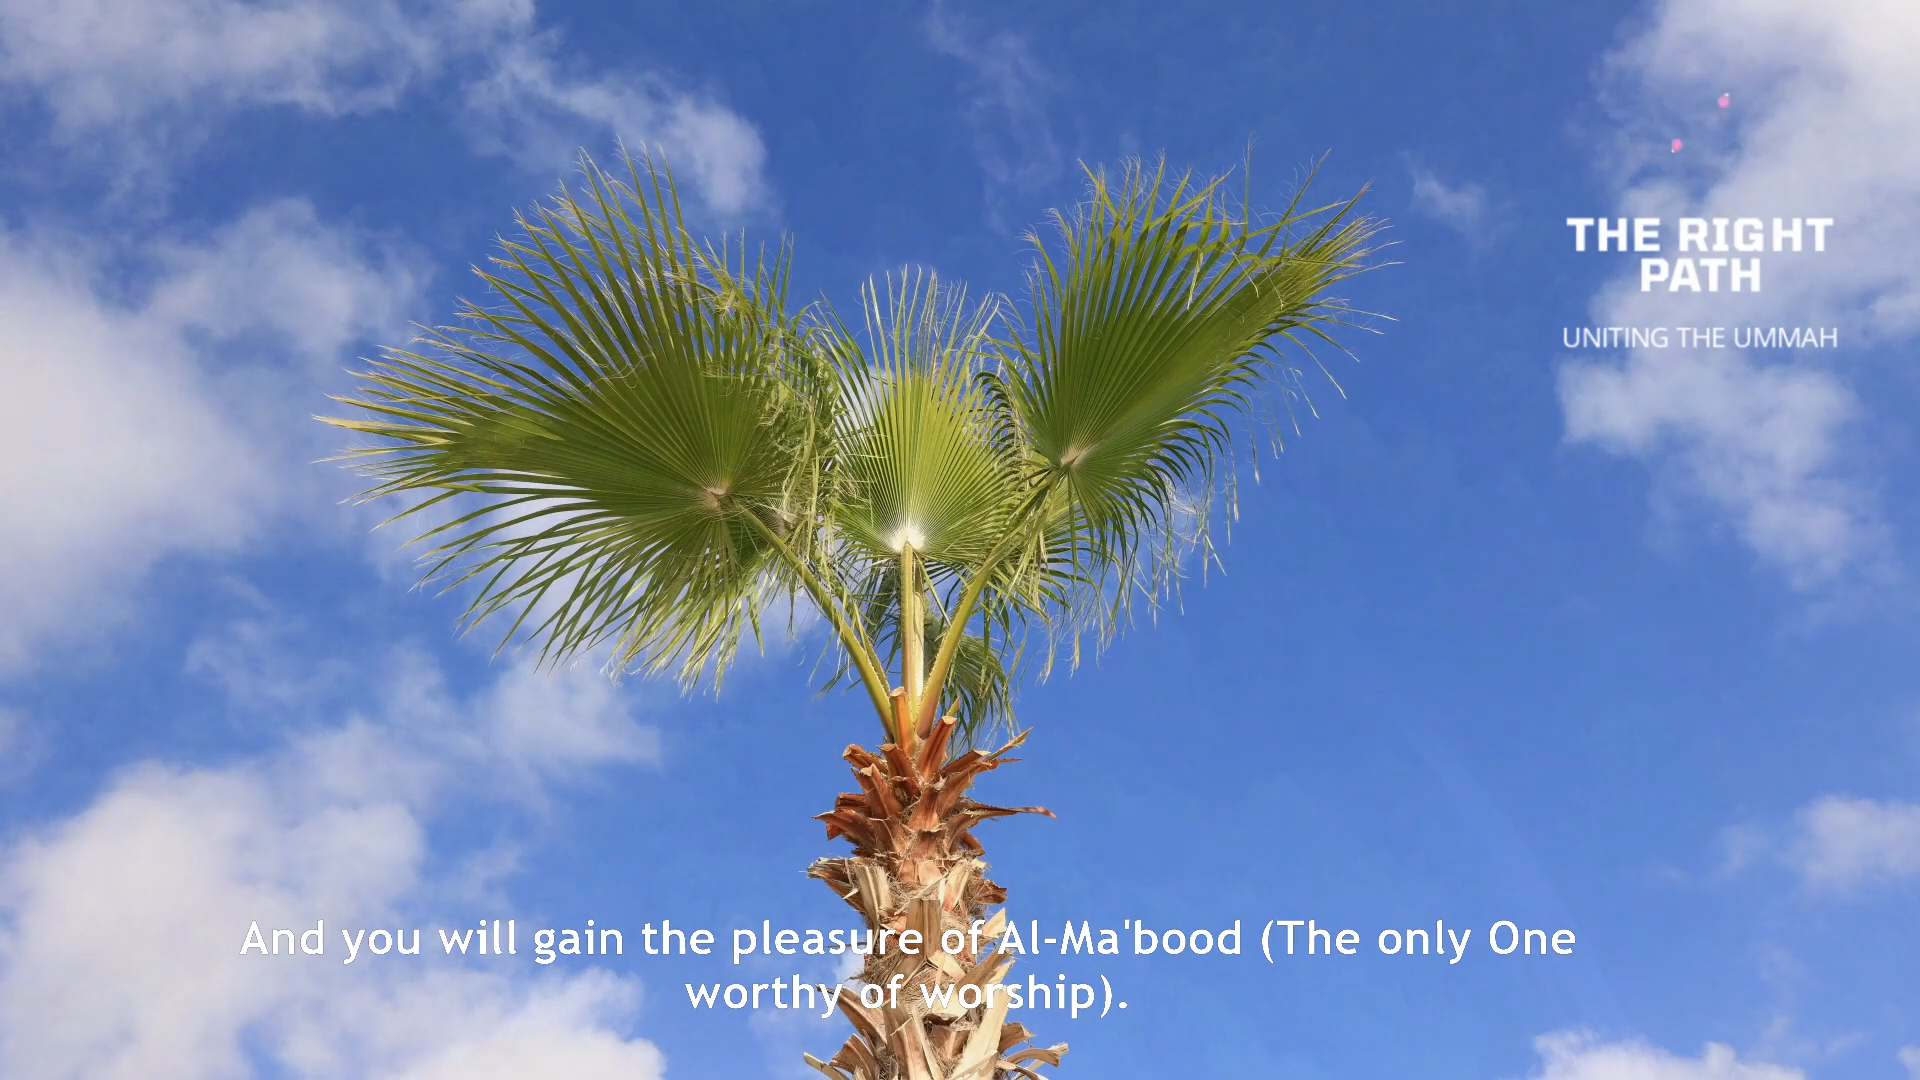 THE RIGHT
PATH
UNITING THE UMMAH
And you will gain the pleasure of Al-Ma'bood (The only One
worthy of worship).